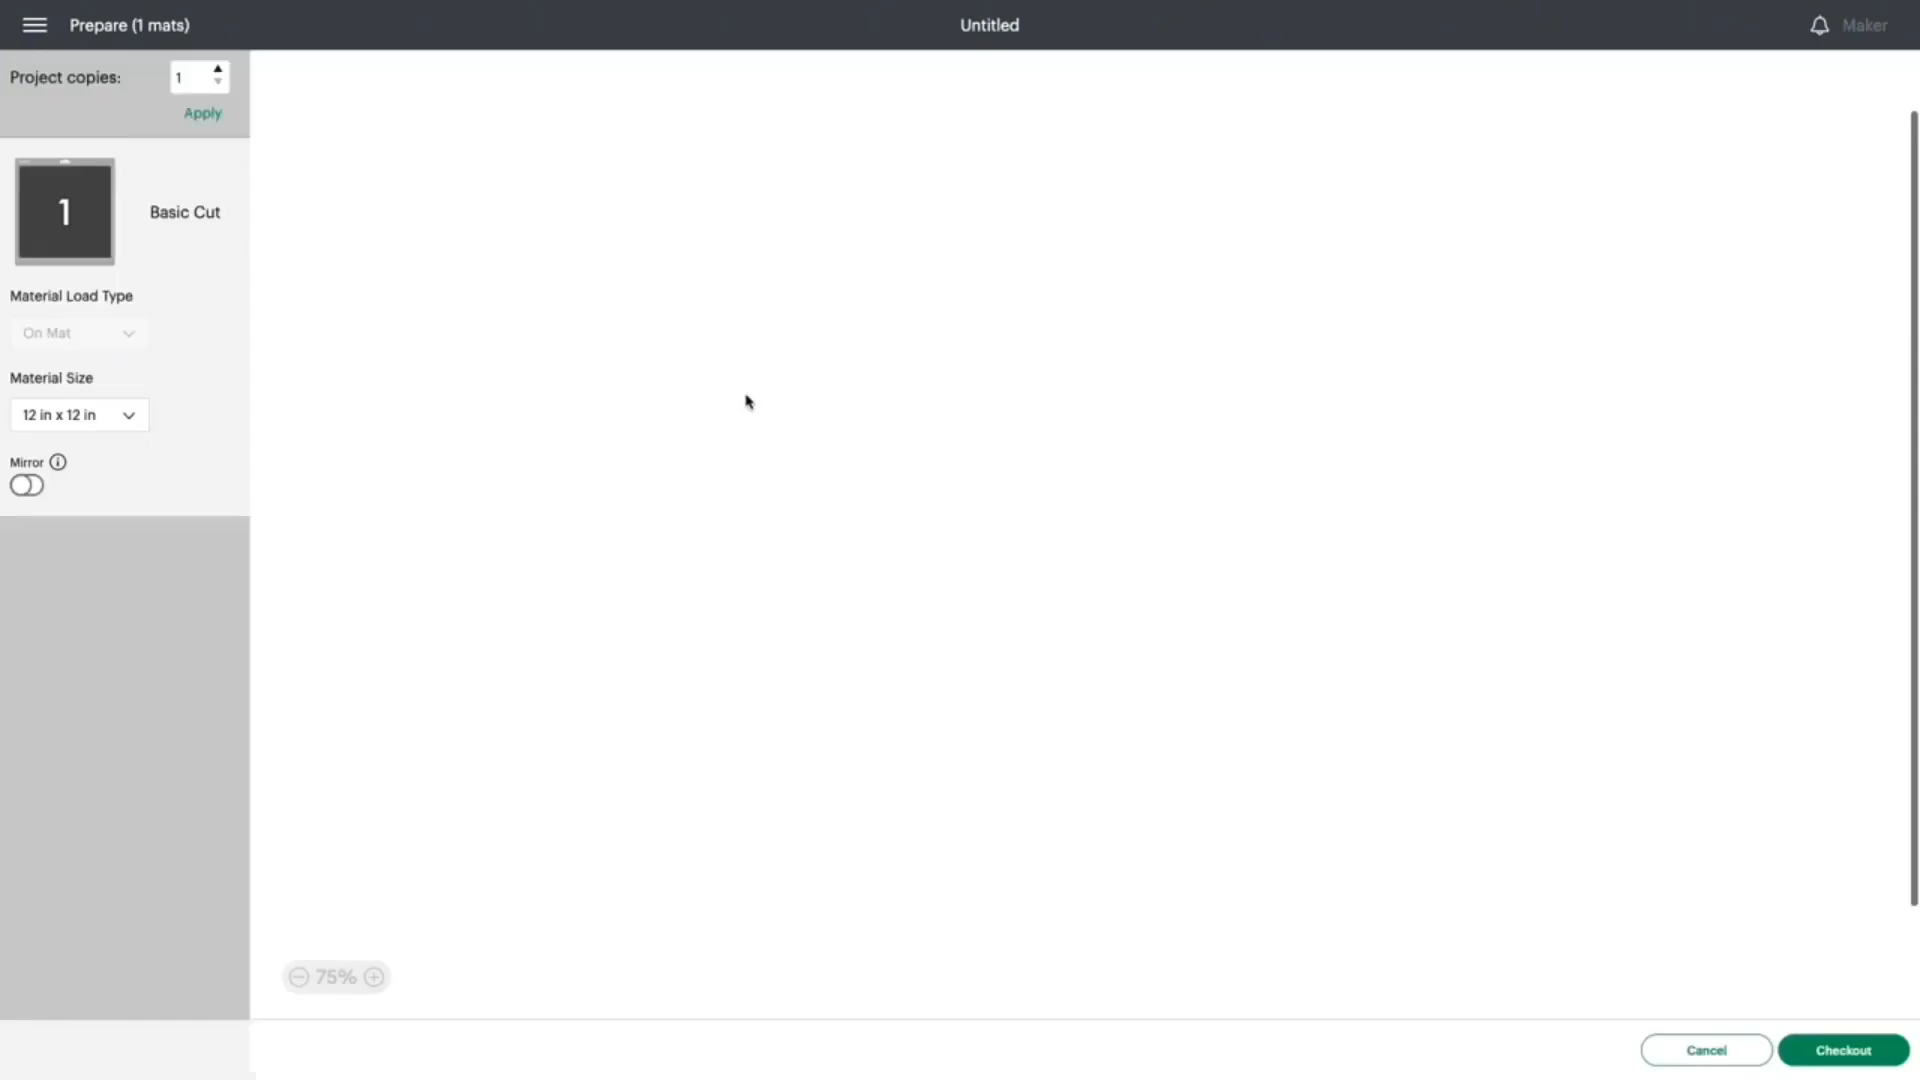 Prepare (1 mats)
Untitled
Maker
Project copies:
1
Apply
1
Basic Cut
Material Load Type
On Mat
Material Size
12 in x 12 in
Mirror
75%
Cancel
Checkout